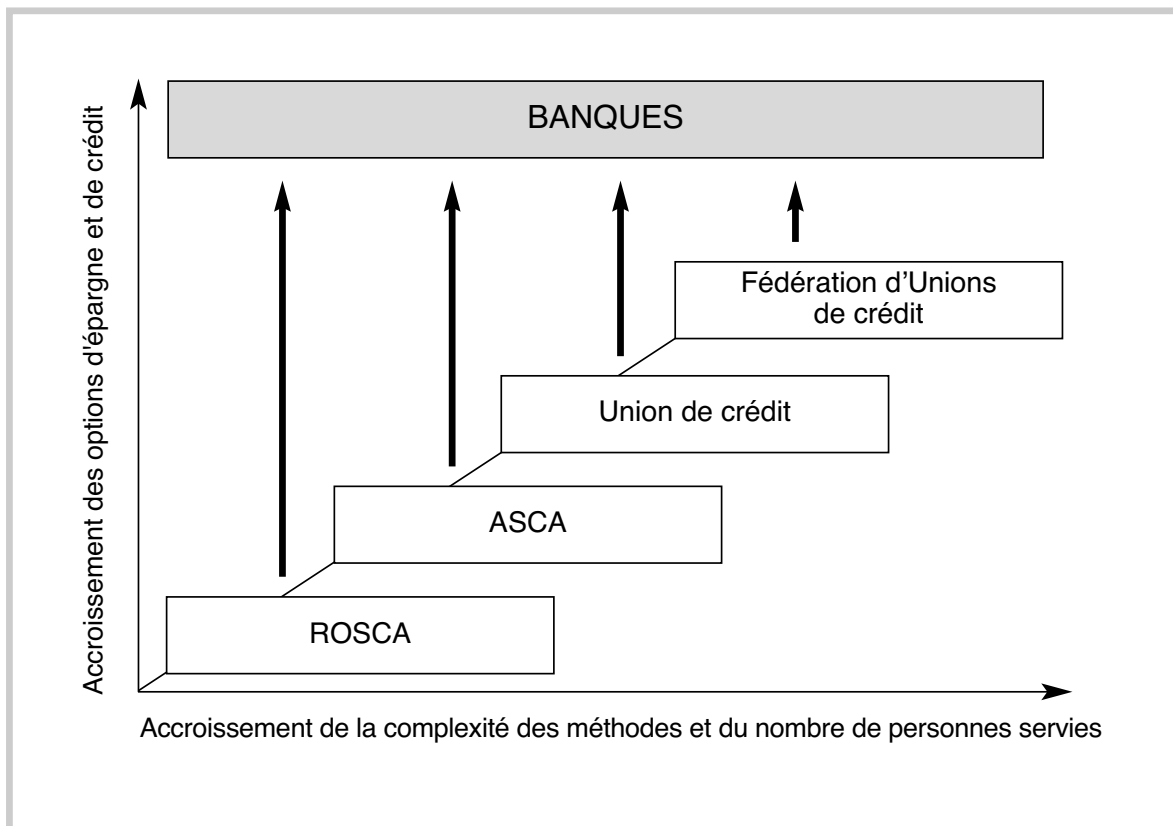 Accroissement des options d'épargne et de crédit
BANQUES
Fédération d’Unions
de crédit
Union de crédit
ASCA
ROSCA
Accroissement de la complexité des méthodes et du nombre de personnes servies